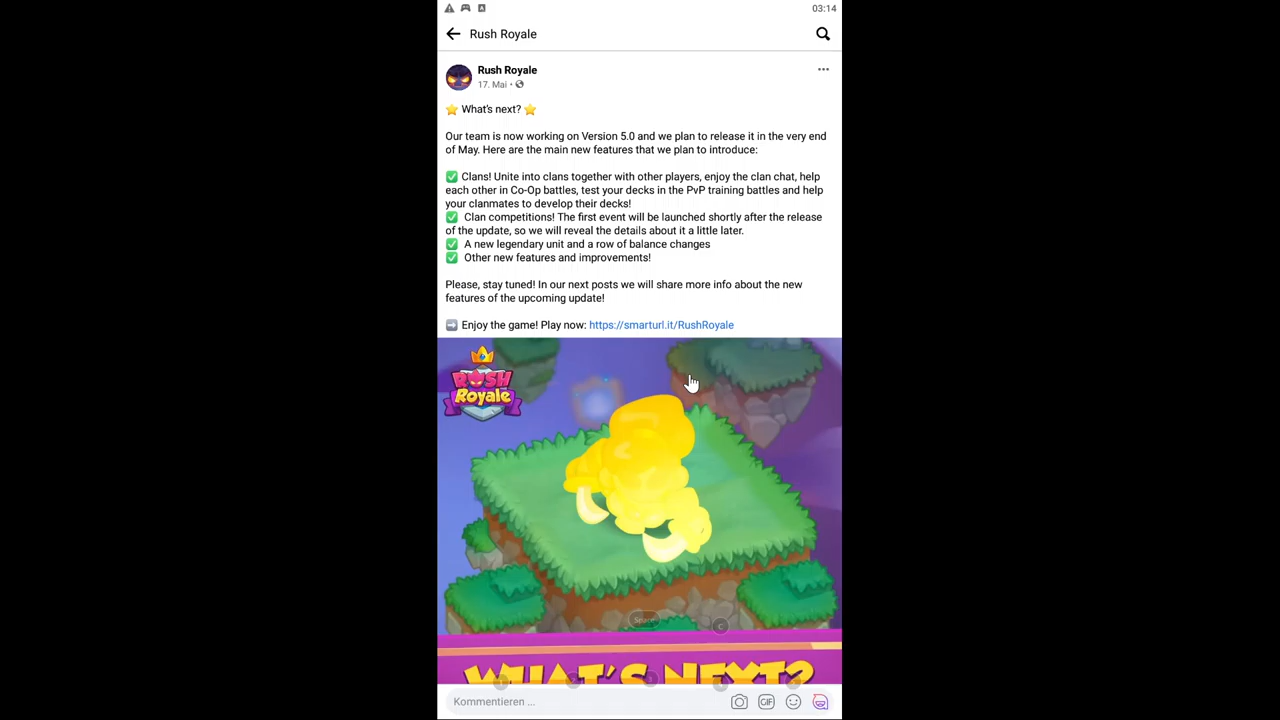 03:14
Rush Royale
Rush Royale
17. Mai •
⭐ What's next? ⭐
Our team is now working on Version 5.0 and we plan to release it in the very end
of May. Here are the main new features that we plan to introduce:
✅ Clans! Unite into clans together with other players, enjoy the clan chat, help
each other in Co-Op battles, test your decks in the PvP training battles and help
your clanmates to develop their decks!
✅ Clan competitions! The first event will be launched shortly after the release
of the update, so we will reveal the details about it a little later.
✅ A new legendary unit and a row of balance changes
✅ Other new features and improvements!
Please, stay tuned! In our next posts we will share more info about the new
features of the upcoming update!
➡️ Enjoy the game! Play now: https://smarturl.it/RushRoyale
RUSH
Royale
Space
C
WHAT'S NEXT?
Kommentieren ...
GIF